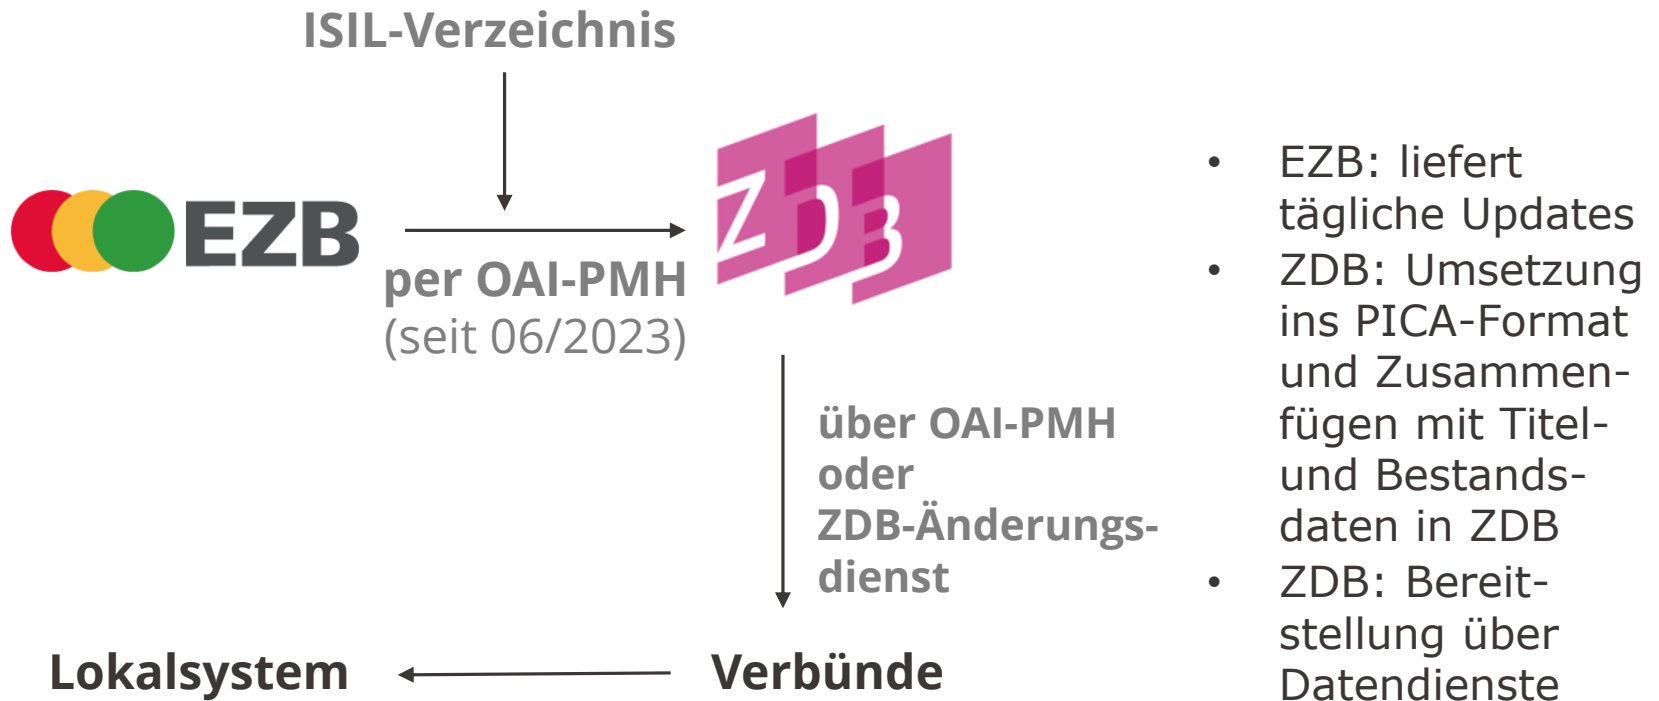 ISIL-Verzeichnis
EZB
per OAI-PMH
(seit 06/2023)
ZDB
über OAI-PMH
oder
ZDB-Änderungs-
dienst
Verbünde
Lokalsystem
• EZB: liefert
tägliche Updates
• ZDB: Umsetzung
ins PICA-Format
und Zusammen-
fügen mit Titel-
und Bestands-
daten in ZDB
• ZDB: Bereit-
stellung über
Datendienste